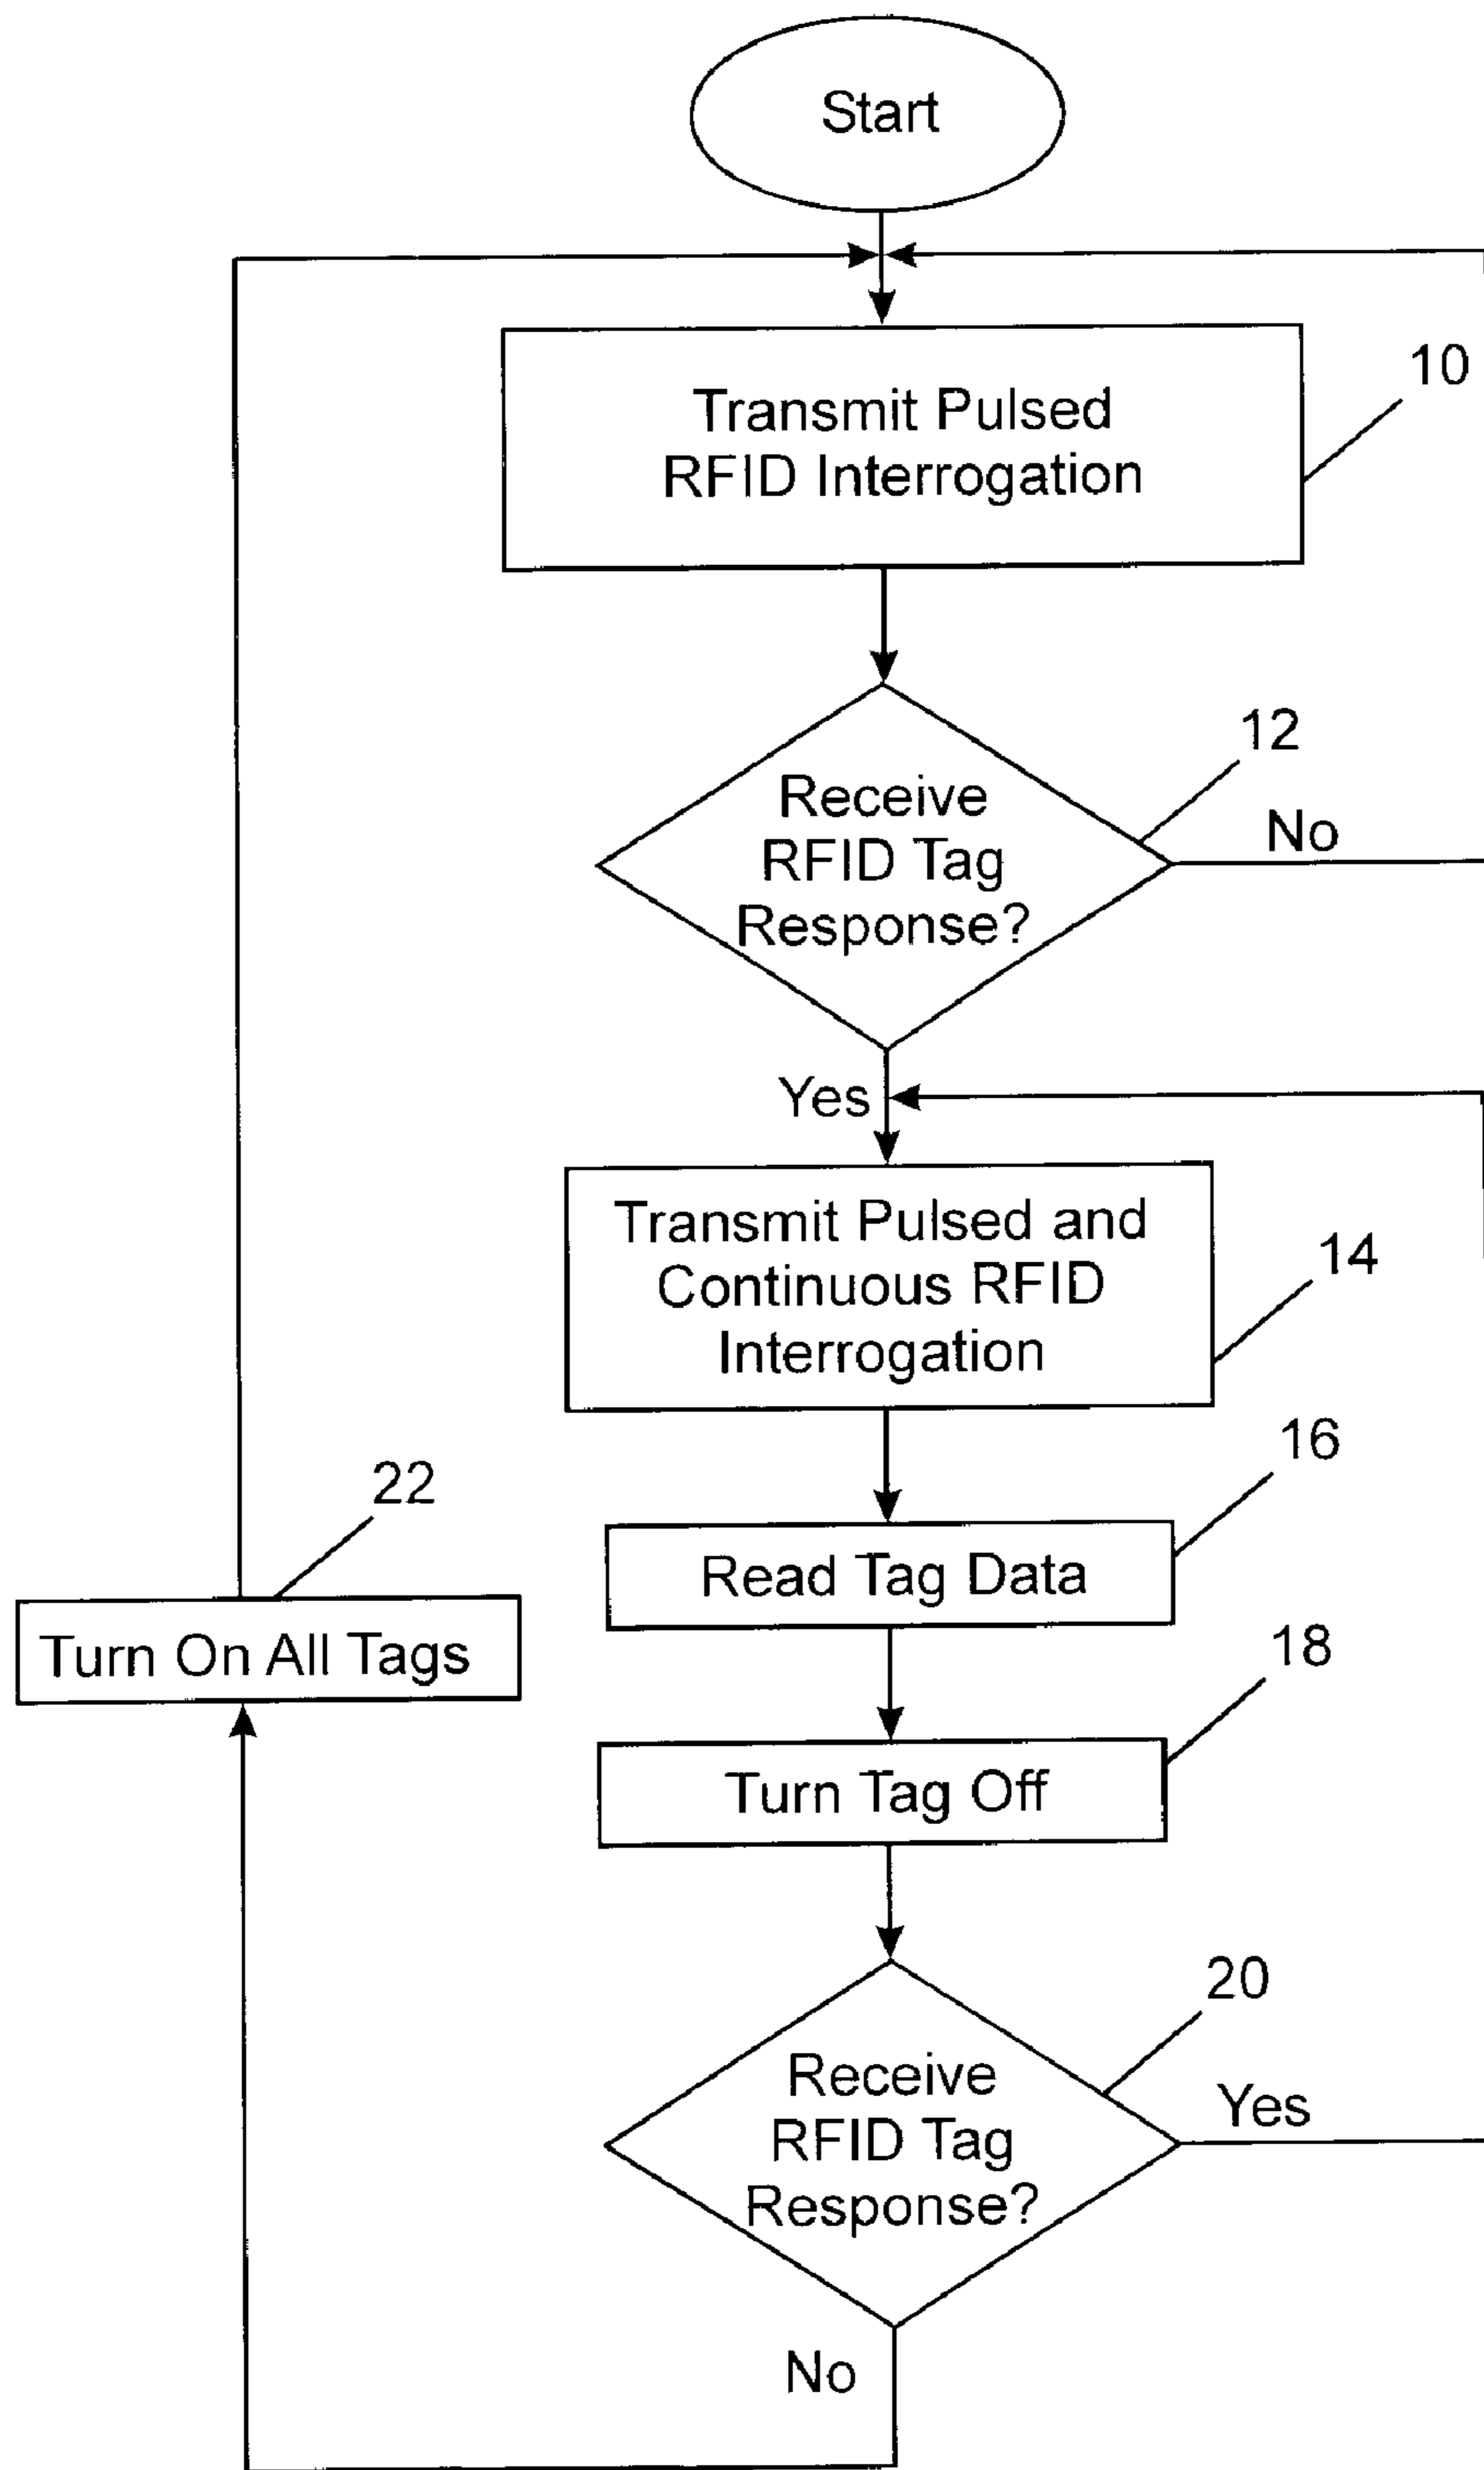 Start
10
Transmit Pulsed
RFID Interrogation
12
Receive
RFID Tag
Response?
No
Yes
Transmit Pulsed and
Continuous RFID
Interrogation
14
16
Read Tag Data
22
Turn On All Tags
18
Turn Tag Off
20
Receive
RFID Tag
Response?
Yes
No